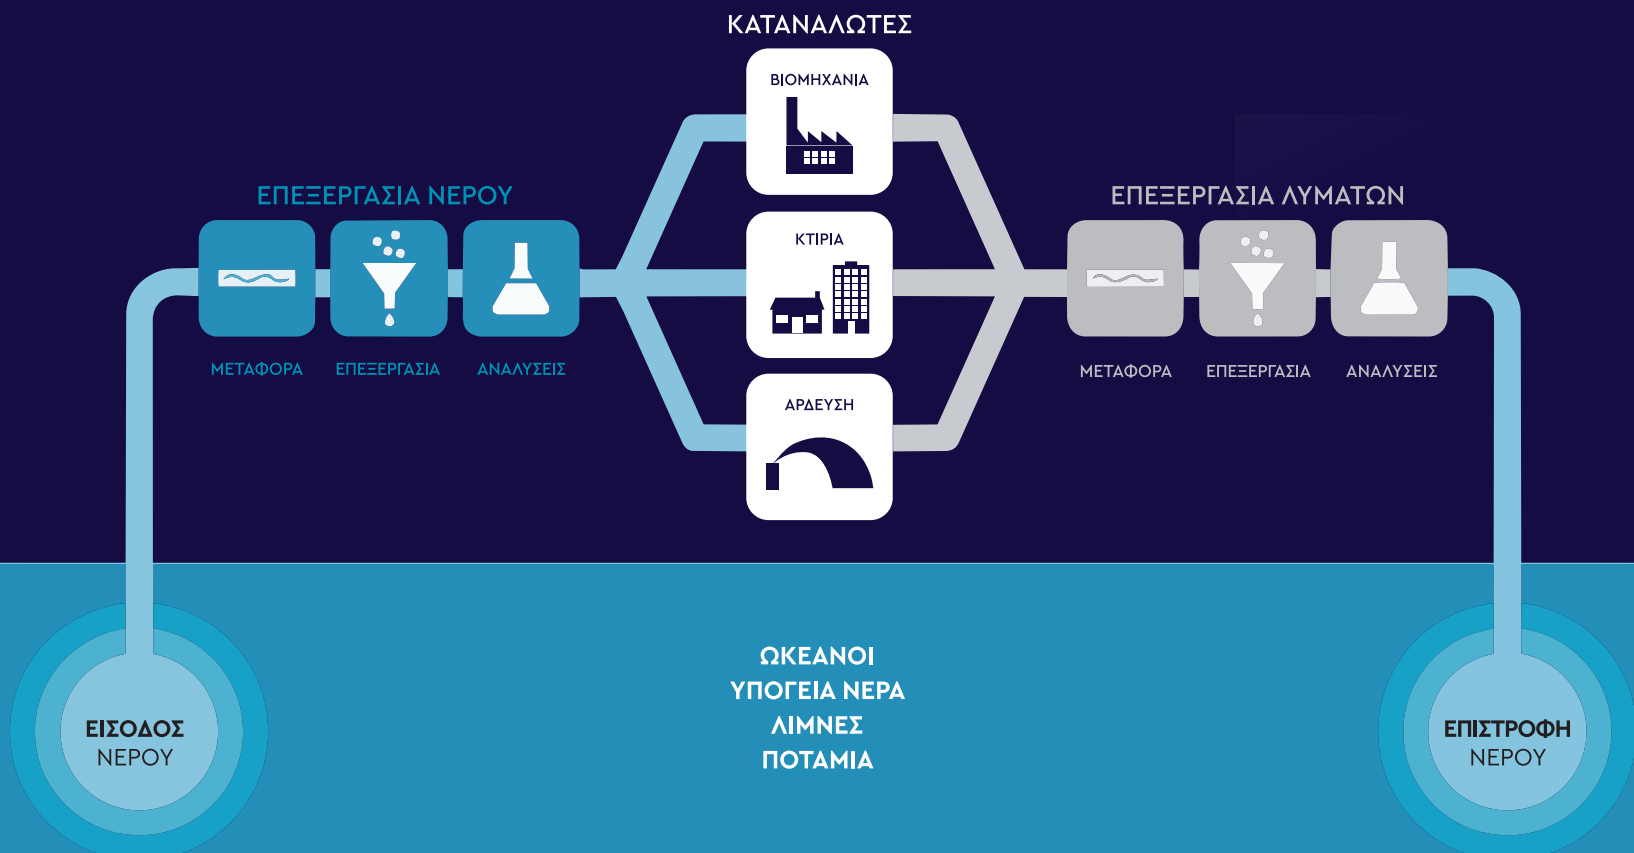 ΚΑΤΑΝΑΛΩΤΕΣ
ΒΙΟΜΗΧΑΝΙΑ
ΕΠΕΞΕΡΓΑΣΙΑ ΝΕΡΟΥ
ΜΕΤΑΦΟΡΑ
ΕΠΕΞΕΡΓΑΣΙΑ
ΑΝΑΛΥΣΕΙΣ
ΚΤΙΡΙΑ
ΑΡΔΕΥΣΗ
ΕΠΕΞΕΡΓΑΣΙΑ ΛΥΜΑΤΩΝ
ΜΕΤΑΦΟΡΑ
ΕΠΕΞΕΡΓΑΣΙΑ
ΑΝΑΛΥΣΕΙΣ
ΕΙΣΟΔΟΣ
ΝΕΡΟΥ
ΩΚΕΑΝΟΙ
ΥΠΟΓΕΙΑ ΝΕΡΑ
ΛΙΜΝΕΣ
ΠΟΤΑΜΙΑ
ΕΠΙΣΤΡΟΦΗ
ΝΕΡΟΥ